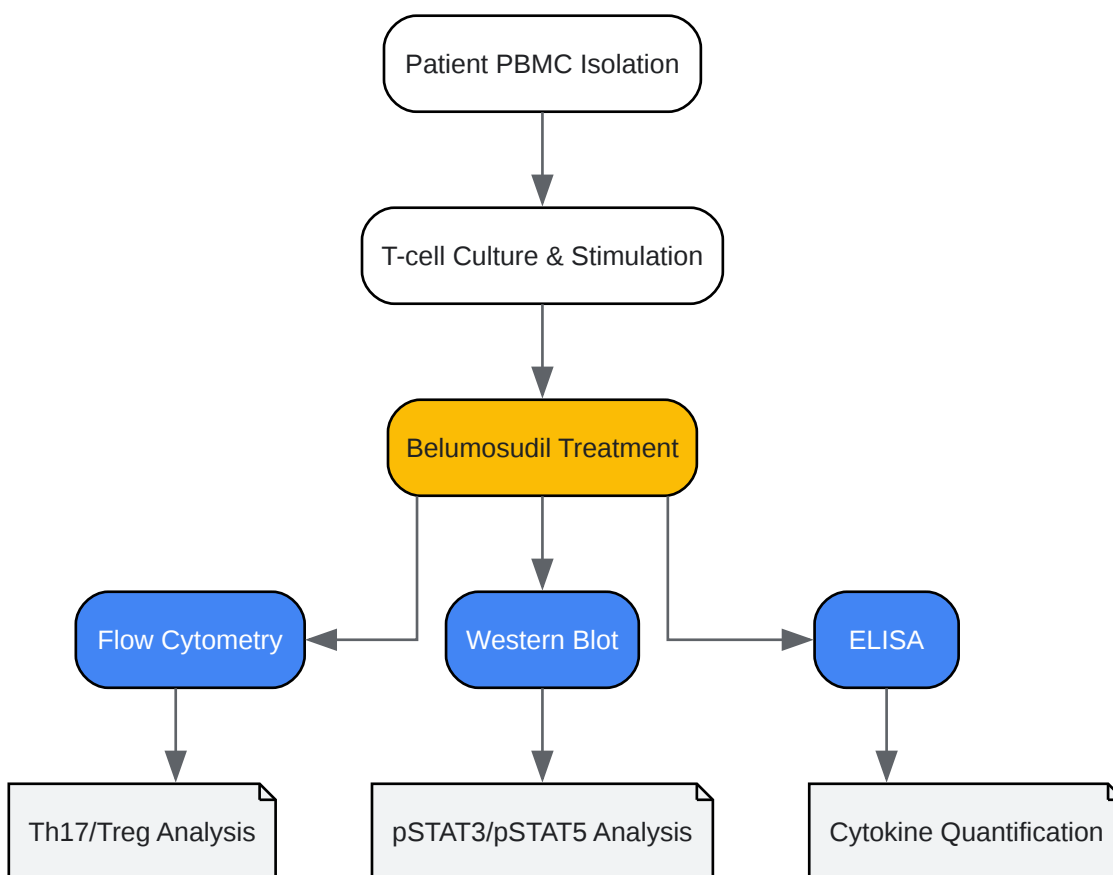 Patient PBMC Isolation
T-cell Culture & Stimulation
Belumosudil Treatment
Flow Cytometry
Western Blot
ELISA
Th17/Treg Analysis
pSTAT3/pSTAT5 Analysis
Cytokine Quantification